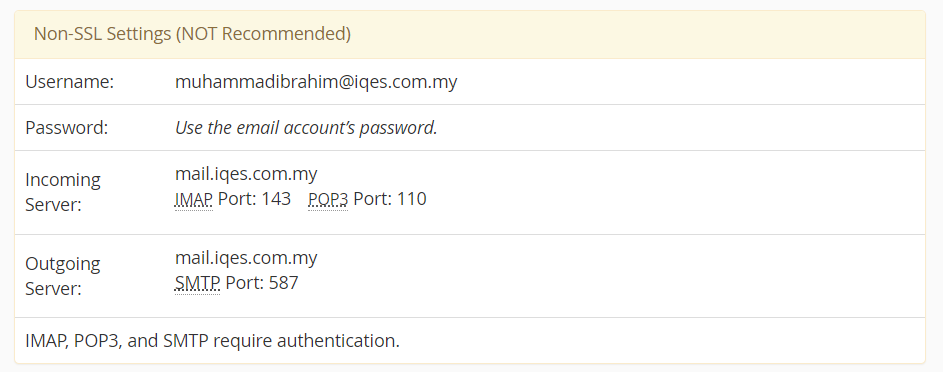 Non-SSL Settings (NOT Recommended)
Username: muhammadibrahim@iqes.com.my
Password: Use the email account’s password.
Incoming Server:
mail.iqes.com.my
IMAP Port: 143 POP3 Port: 110
Outgoing Server:
mail.iqes.com.my
SMTP Port: 587
IMAP, POP3, and SMTP require authentication.